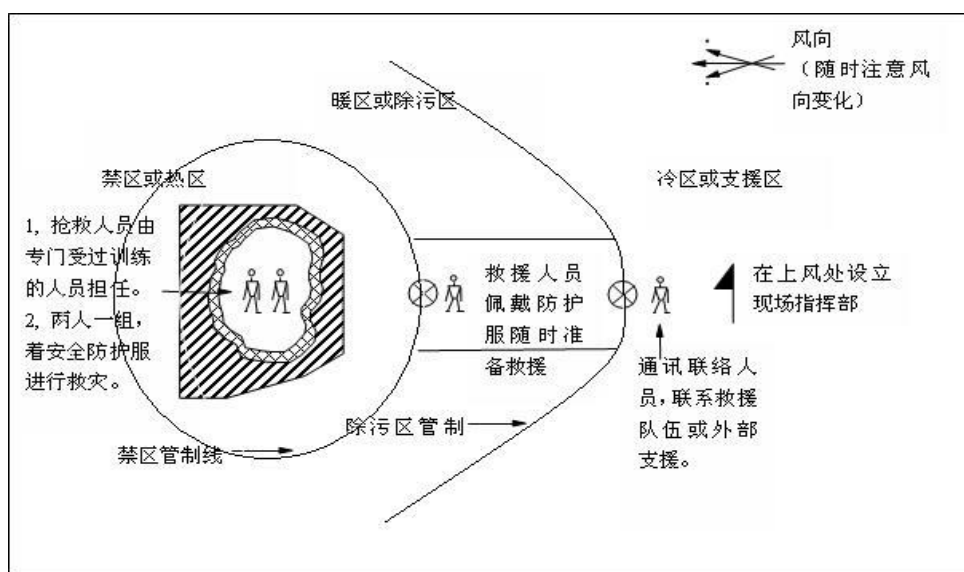 风向
（随时注意风
向变化）
暖区或除污区
禁区或热区
冷区或支援区
1, 抢救人员由
专门受过训练
的人员担任。
2, 两人一组，
着安全防护服
进行救灾。
救援人员
佩戴防护
服随时准
备救援
在上风处设立
现场指挥部
通讯联络人
员，联系救援
队伍或外部
支援。
除污区管制
禁区管制线